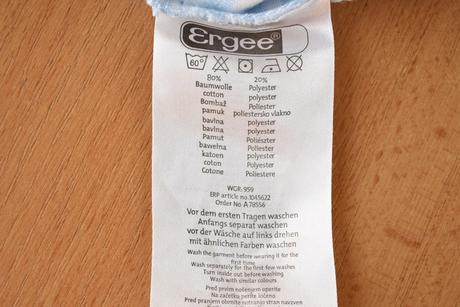 Ergee®
60°
80% 20%
Baumwolle Polyester
cotton polyester
Bombaž Poliester
pamuk poliestersko vlakno
bavlna polyester
bavlna polyester
Pamut Poliészter
bawełna Poliester
katoen polyester
coton Polyester
Cotone Poliestere
WGR: 959
ERP article no.1045622
Order No A 78556
Vor dem ersten Tragen waschen
Anfangs separat waschen
vor der Wäsche auf links drehen
mit ähnlichen Farben waschen
Wash the garment before wearing it for the
first time
Wash separately for the first few washes
Turn inside out before washing
Wash with similar colours
Pred prvim nošenjem operite
Na začetku perite ločeno
Pred pranjem obrnite notranjo stran navzven